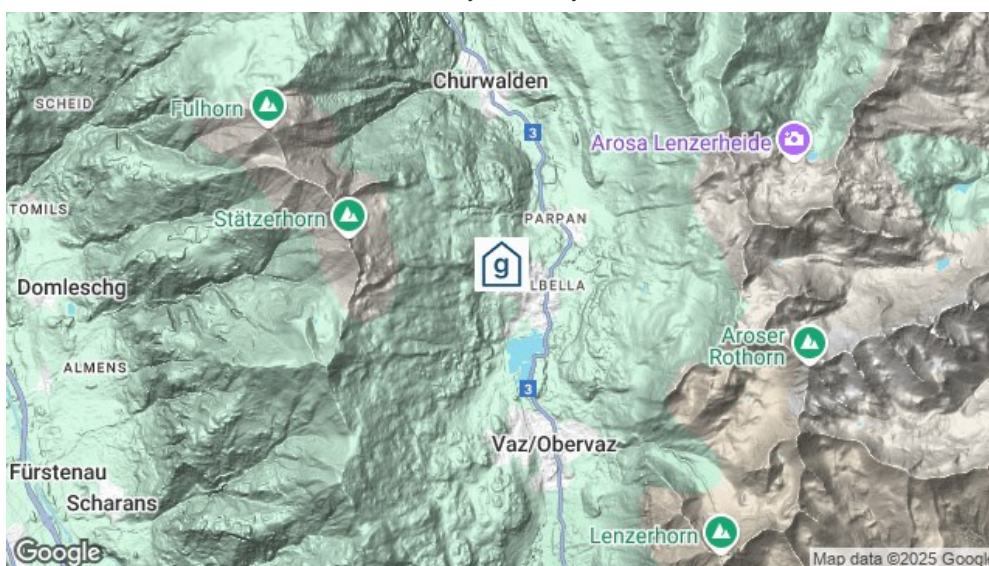 Churwalden
SCHEID
Fulhorn
3
Arosa Lenzerheide
TOMILS
Stätzerhorn
PARPAN
g
LBELLA
Domleschg
Aroser
Rothorn
ALMENS
3
Vaz/Obervaz
Fürstenau
Scharans
Lenzerhorn
Google
Map data ©2025 Google